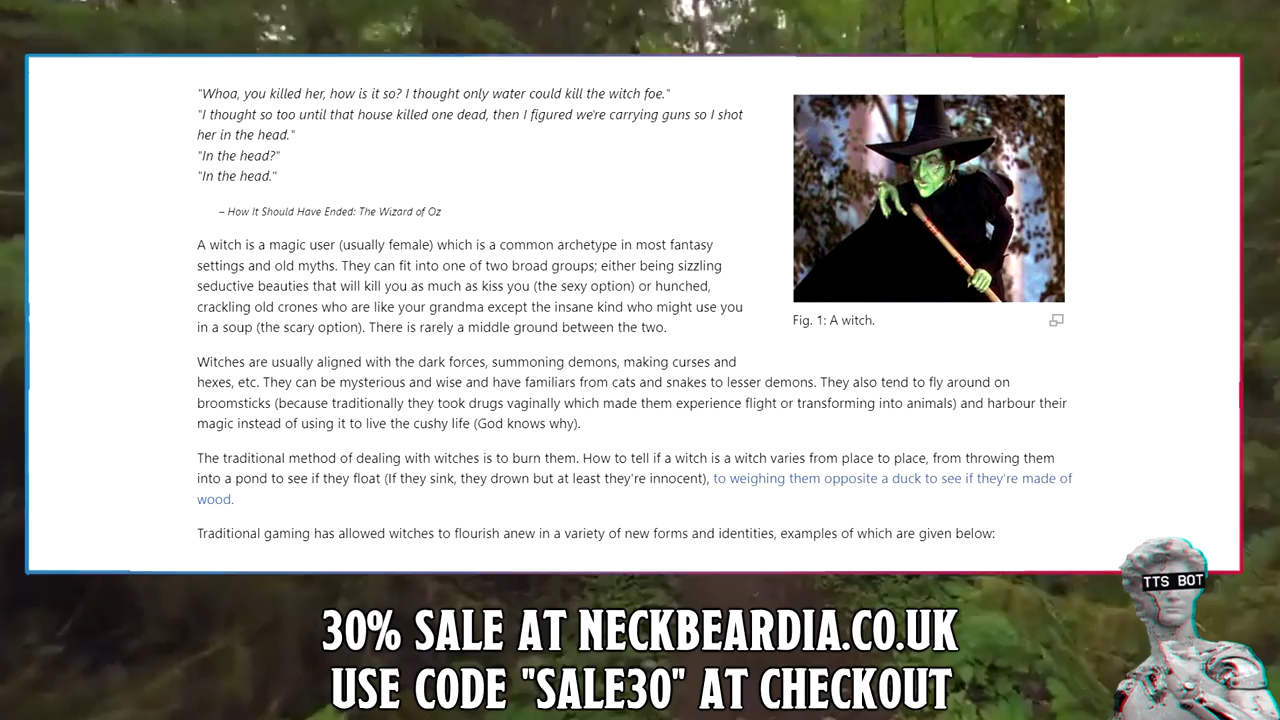 "Whoa, you killed her, how is it so? I thought only water could kill the witch foe."
"I thought so too until that house killed one dead, then I figured we're carrying guns so I shot
her in the head."
"In the head?"
"In the head."
– How It Should Have Ended: The Wizard of Oz
A witch is a magic user (usually female) which is a common archetype in most fantasy
settings and old myths. They can fit into one of two broad groups; either being sizzling
seductive beauties that will kill you as much as kiss you (the sexy option) or hunched,
crackling old crones who are like your grandma except the insane kind who might use you
in a soup (the scary option). There is rarely a middle ground between the two.
Fig. 1: A witch.
Witches are usually aligned with the dark forces, summoning demons, making curses and
hexes, etc. They can be mysterious and wise and have familiars from cats and snakes to lesser demons. They also tend to fly around on
broomsticks (because traditionally they took drugs vaginally which made them experience flight or transforming into animals) and harbour their
magic instead of using it to live the cushy life (God knows why).
The traditional method of dealing with witches is to burn them. How to tell if a witch is a witch varies from place to place, from throwing them
into a pond to see if they float (If they sink, they drown but at least they're innocent), to weighing them opposite a duck to see if they're made of
wood.
Traditional gaming has allowed witches to flourish anew in a variety of new forms and identities, examples of which are given below:
TTS BOT
30% SALE AT NECKBEARDIA.CO.UK
USE CODE "SALE30" AT CHECKOUT